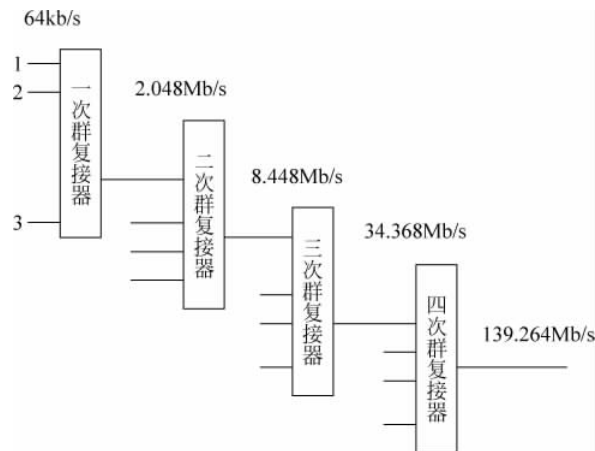 64kb/s
1
2
3
一次群复接器
2.048Mb/s
二次群复接器
8.448Mb/s
三次群复接器
34.368Mb/s
四次群复接器
139.264Mb/s